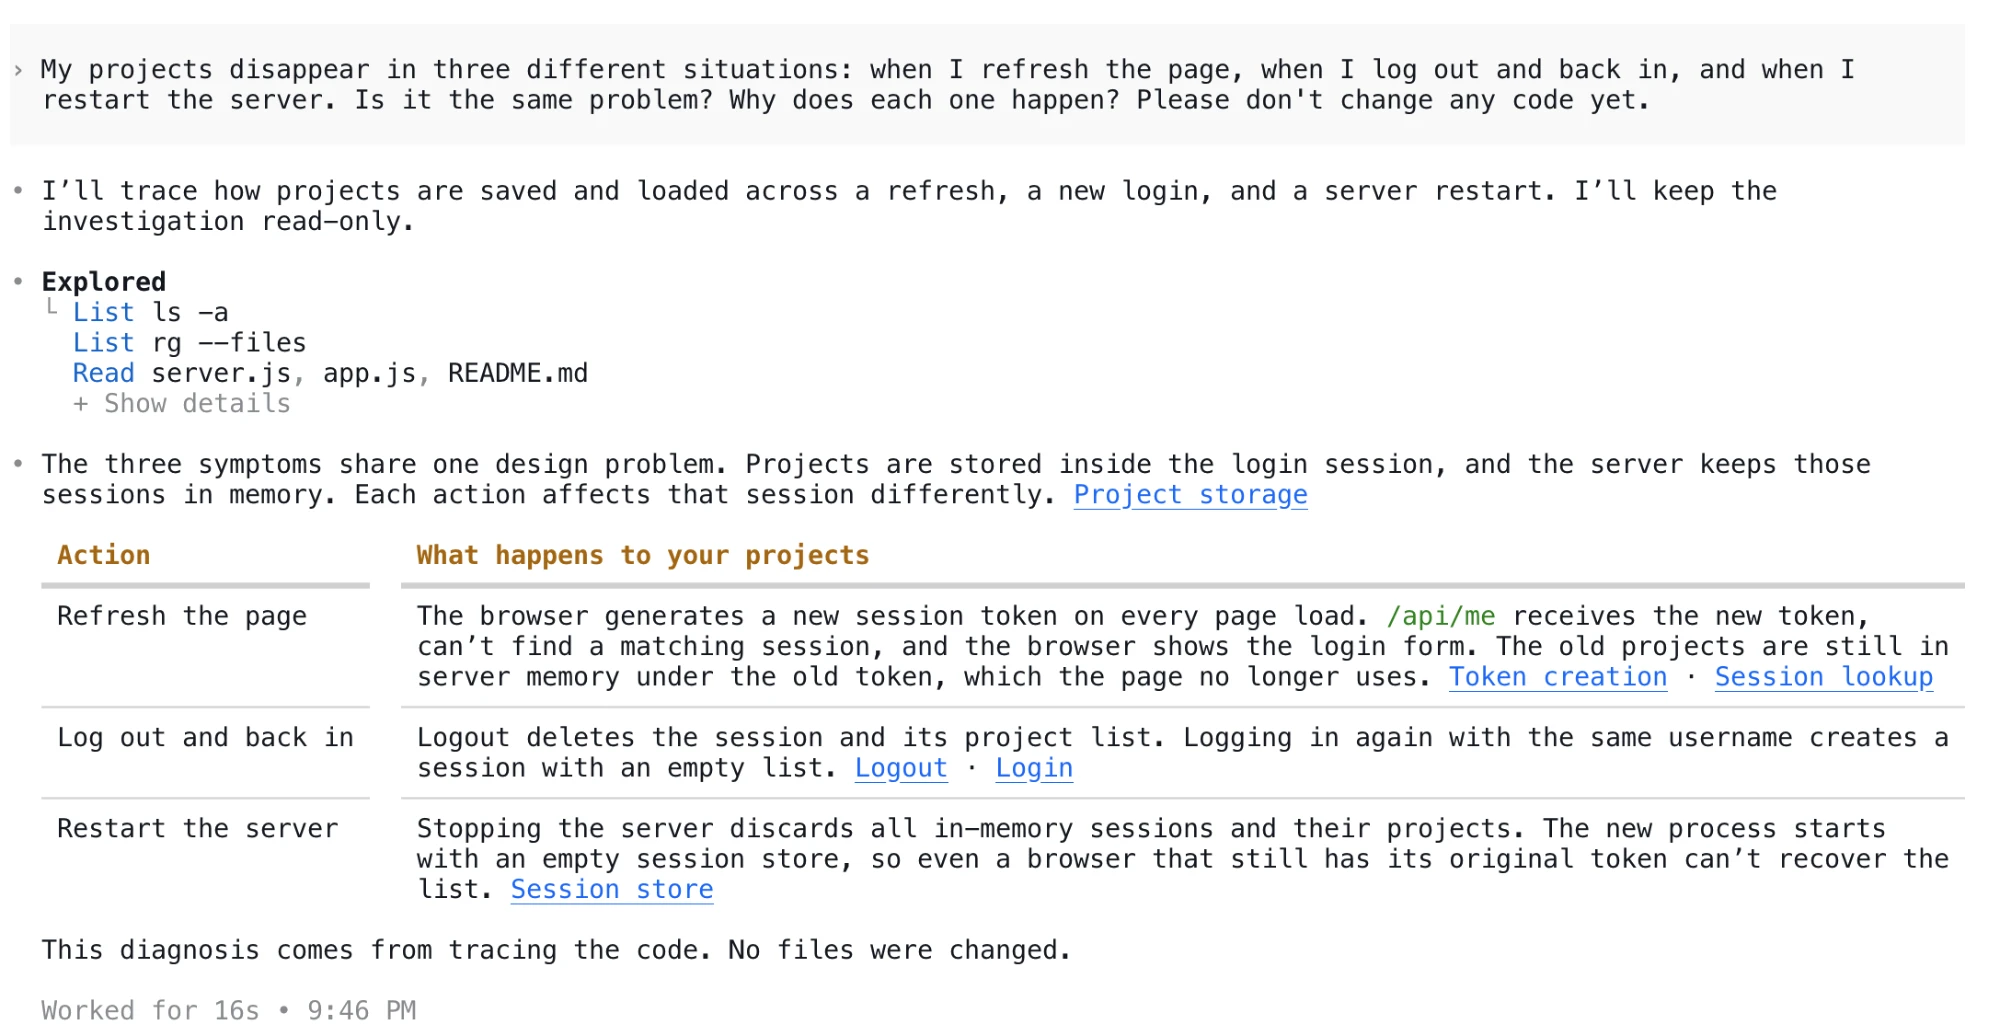 › My projects disappear in three different situations: when I refresh the page, when I log out and back in, and when I
restart the server. Is it the same problem? Why does each one happen? Please don't change any code yet.
• I’ll trace how projects are saved and loaded across a refresh, a new login, and a server restart. I’ll keep the
investigation read-only.
• Explored
└ List ls -a
List rg --files
Read server.js, app.js, README.md
+ Show details
• The three symptoms share one design problem. Projects are stored inside the login session, and the server keeps those
sessions in memory. Each action affects that session differently. Project storage
Action What happens to your projects
Refresh the page The browser generates a new session token on every page load. /api/me receives the new token,
can’t find a matching session, and the browser shows the login form. The old projects are still in
server memory under the old token, which the page no longer uses. Token creation · Session lookup
Log out and back in Logout deletes the session and its project list. Logging in again with the same username creates a
session with an empty list. Logout · Login
Restart the server Stopping the server discards all in-memory sessions and their projects. The new process starts
with an empty session store, so even a browser that still has its original token can’t recover the
list. Session store
This diagnosis comes from tracing the code. No files were changed.
Worked for 16s • 9:46 PM